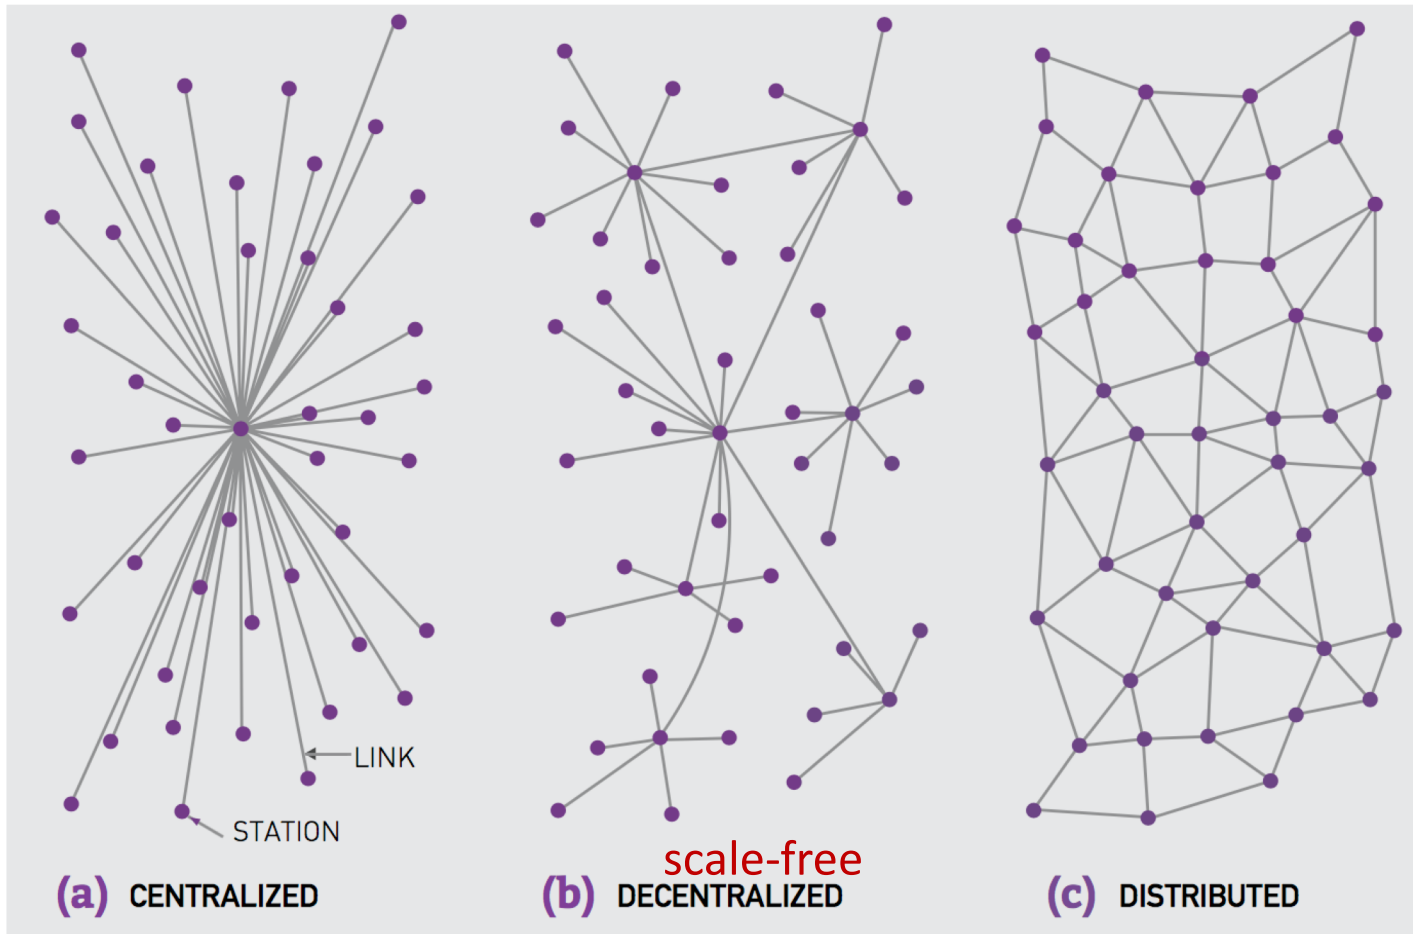 LINK
STATION
scale-free
(a) CENTRALIZED
(b) DECENTRALIZED
(c) DISTRIBUTED